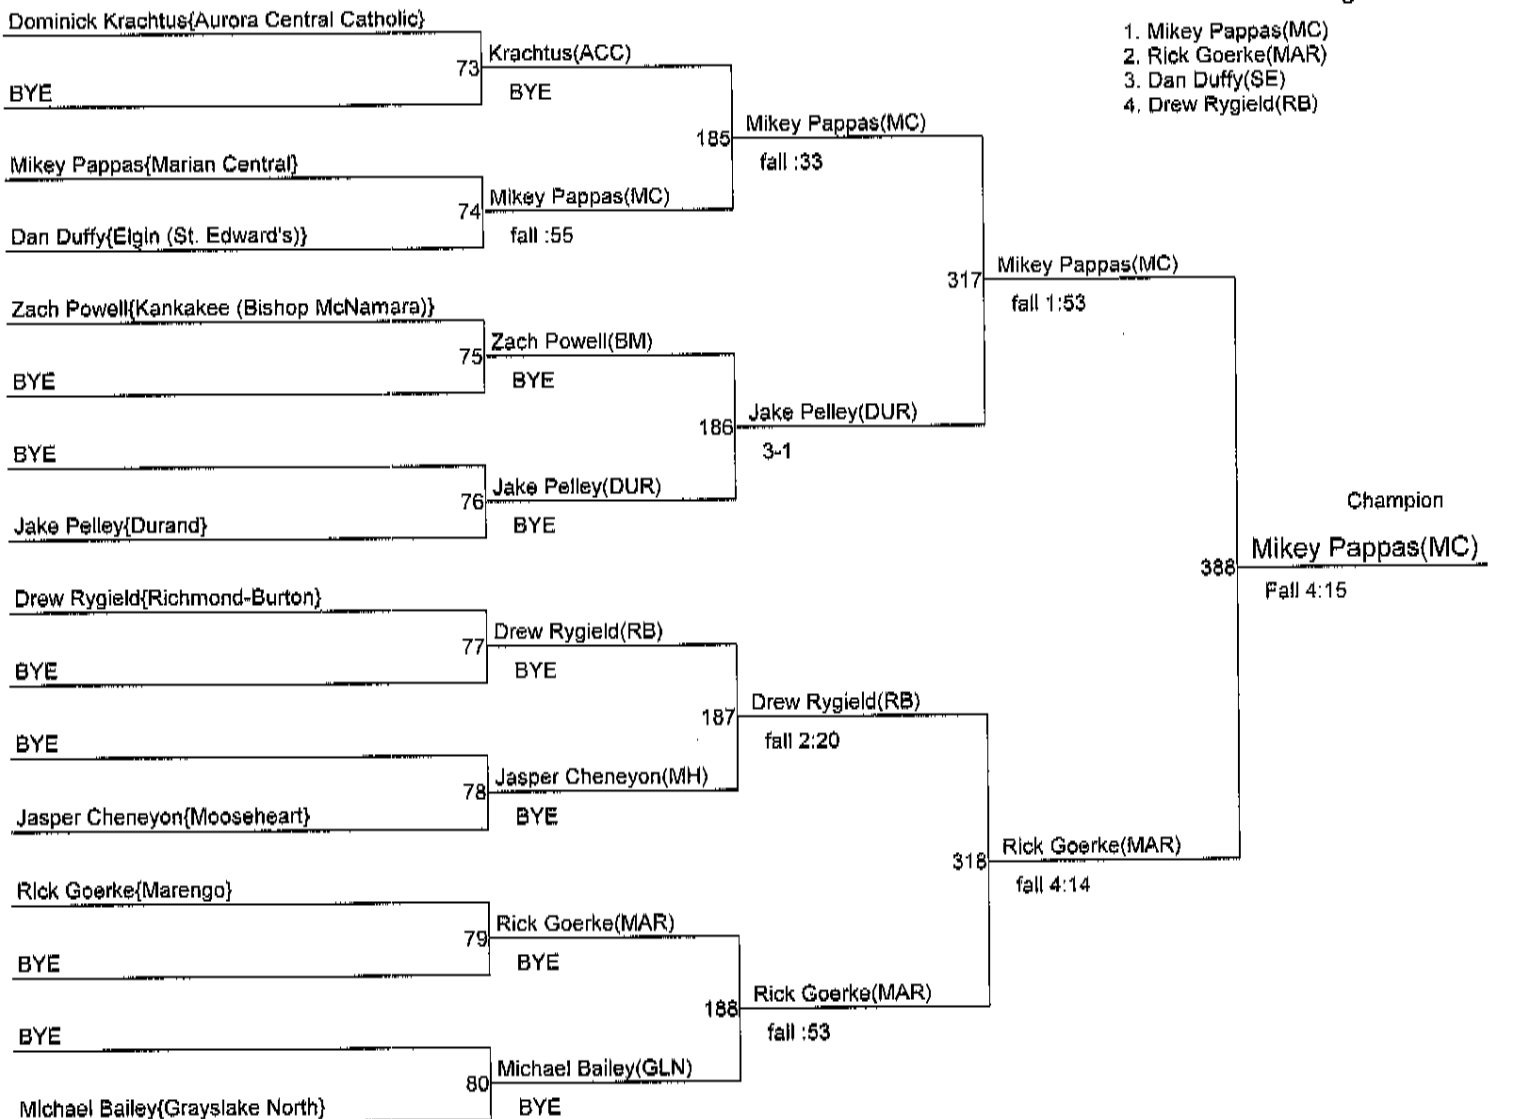 1. Mikey Pappas(MC)
2. Rick Goerke(MAR)
3. Dan Duffy(SE)
4. Drew Rygield(RB)
Dominick Krachtus{Aurora Central Catholic}
73
Krachtus(ACC)
BYE
BYE
185
Mikey Pappas(MC)
fall :33
Mikey Pappas{Marian Central}
74
Mikey Pappas(MC)
fall :55
Dan Duffy{Elgin (St. Edward's)}
317
Mikey Pappas(MC)
fall 1:53
Zach Powell{Kankakee (Bishop McNamara)}
75
Zach Powell(BM)
BYE
BYE
186
Jake Pelley(DUR)
3-1
BYE
76
Jake Pelley(DUR)
BYE
Jake Pelley{Durand}
Champion
388
Mikey Pappas(MC)
Fall 4:15
Drew Rygield{Richmond-Burton}
77
Drew Rygield(RB)
BYE
BYE
187
Drew Rygield(RB)
fall 2:20
BYE
78
Jasper Cheneyon(MH)
BYE
Jasper Cheneyon{Mooseheart}
318
Rick Goerke(MAR)
fall 4:14
Rick Goerke{Marengo}
79
Rick Goerke(MAR)
BYE
BYE
188
Rick Goerke(MAR)
fall :53
BYE
80
Michael Bailey(GLN)
BYE
Michael Bailey{Grayslake North}